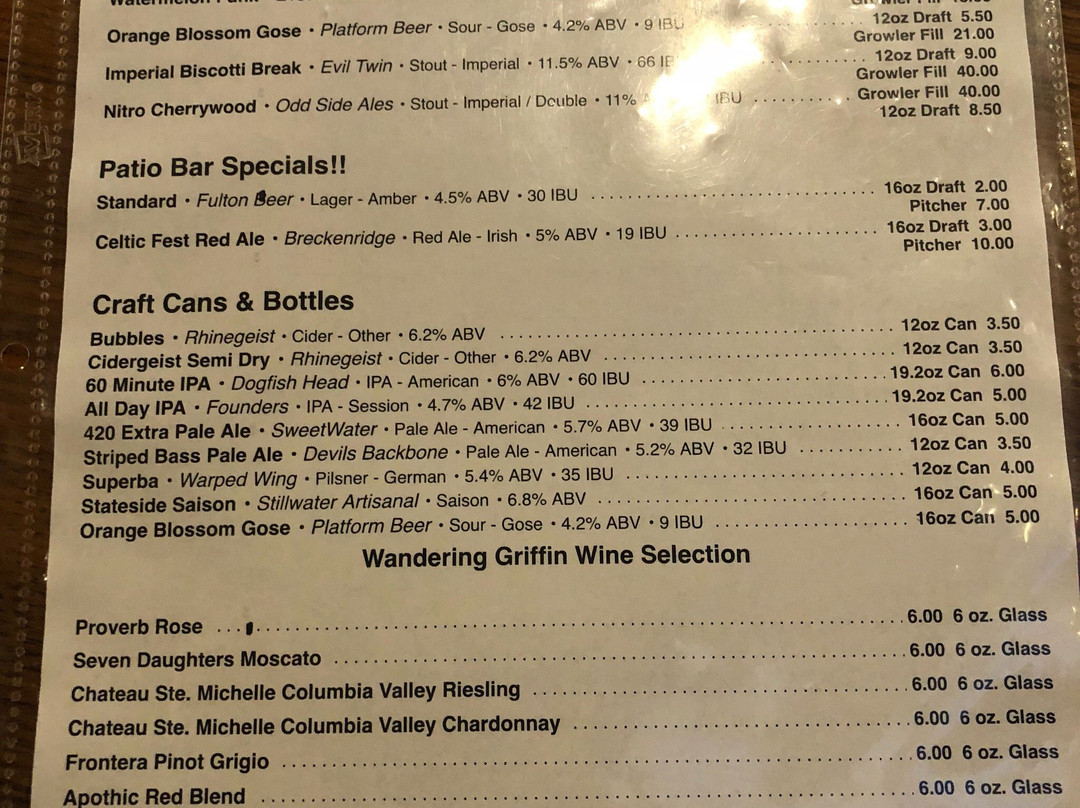 Orange Blossom Gose • Platform Beer • Sour - Gose • 4.2% ABV • 9 IBU 12oz Draft 5.50
Growler Fill 21.00
Imperial Biscotti Break • Evil Twin • Stout - Imperial • 11.5% ABV • 66 12oz Draft 9.00
Growler Fill 40.00
Nitro Cherrywood • Odd Side Ales • Stout - Imperial / Double • 11% IBU .......... Growler Fill 40.00
12oz Draft 8.50
Patio Bar Specials!!
Standard • Fulton Beer • Lager - Amber • 4.5% ABV • 30 IBU .......... 16oz Draft 2.00
Pitcher 7.00
Celtic Fest Red Ale • Breckenridge • Red Ale - Irish • 5% ABV • 19 IBU .......... 16oz Draft 3.00
Pitcher 10.00
Craft Cans & Bottles
Bubbles • Rhinegeist • Cider - Other • 6.2% ABV .......... 12oz Can 3.50
Cidergeist Semi Dry • Rhinegeist • Cider - Other • 6.2% ABV .......... 12oz Can 3.50
60 Minute IPA • Dogfish Head • IPA - American • 6% ABV • 60 IBU .......... 19.2oz Can 6.00
All Day IPA • Founders • IPA - Session • 4.7% ABV • 42 IBU .......... 19.2oz Can 5.00
420 Extra Pale Ale • SweetWater • Pale Ale - American • 5.7% ABV • 39 IBU .......... 16oz Can 5.00
Striped Bass Pale Ale • Devils Backbone • Pale Ale - American • 5.2% ABV • 32 IBU .......... 12oz Can 3.50
Superba • Warped Wing • Pilsner - German • 5.4% ABV • 35 IBU .......... 12oz Can 4.00
Stateside Saison • Stillwater Artisanal • Saison • 6.8% ABV .......... 16oz Can 5.00
Orange Blossom Gose • Platform Beer • Sour - Gose • 4.2% ABV • 9 IBU .......... 16oz Can 5.00
Wandering Griffin Wine Selection
Proverb Rose .......... 6.00 6 oz. Glass
Seven Daughters Moscato .......... 6.00 6 oz. Glass
Chateau Ste. Michelle Columbia Valley Riesling .......... 6.00 6 oz. Glass
Chateau Ste. Michelle Columbia Valley Chardonnay .......... 6.00 6 oz. Glass
Frontera Pinot Grigio .......... 6.00 6 oz. Glass
Apothic Red Blend .......... 6.00 6 oz. Glass